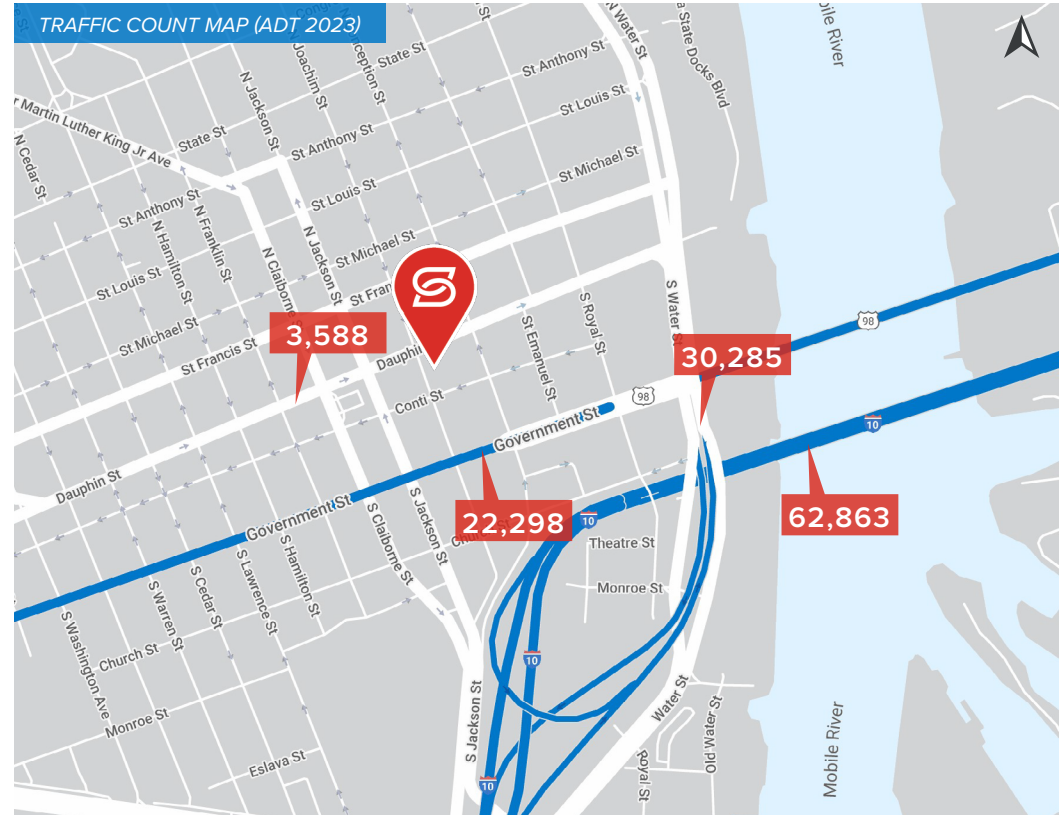 TRAFFIC COUNT MAP (ADT 2023)
N Water St
State St
N Joachim St
St Anthony St
State Docks Blvd
Mobile River
N Jackson St
St Louis St
r Martin Luther King Jr Ave
State St
St Anthony St
St Michael St
N Cedar St
St Louis St
St Anthony St
N Franklin St
N Hamilton St
N Jackson St
St Michael St
N Claiborne St
St Louis St
S Water St
S Royal St
St Michael St
St Francis St
3,588
Dauphin
St Emanuel St
98
30,285
Conti St
98
Government St
10
Dauphin St
22,298
62,863
Government St
S Jackson St
S Claiborne St
Church St
10
Theatre St
S Hamilton St
S Lawrence St
S Cedar St
S Warren St
S Washington Ave
Monroe St
Church St
10
Monroe St
S Jackson St
Water St
Old Water St
Royal St
Mobile River
Eslava St
10